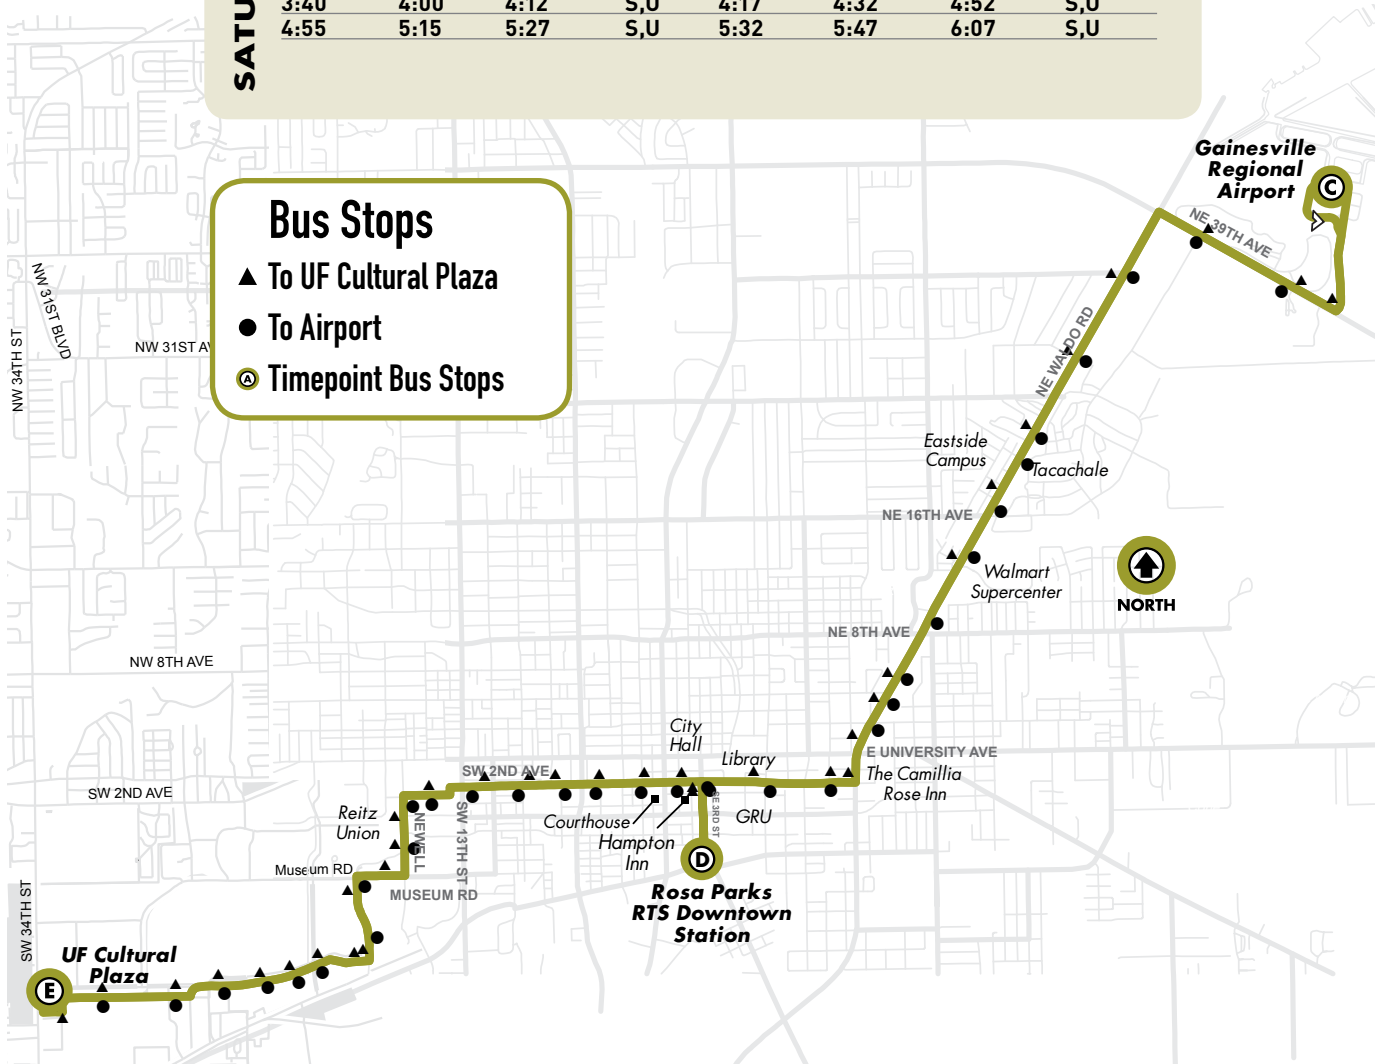 3:40 4:00 4:12 S,U 4:17 4:32 4:52 S,U
4:55 5:15 5:27 S,U 5:32 5:47 6:07 S,U
SATU
Gainesville
Regional
Airport
C
NE 39TH AVE
Bus Stops
To UF Cultural Plaza
To Airport
A Timepoint Bus Stops
NW 31ST BLVD
NW 34TH ST
NW 31ST AV
NE WALDO RD
Eastside
Campus
Tacachale
NE 16TH AVE
Walmart
Supercenter
NORTH
NE 8TH AVE
NW 8TH AVE
City
Hall
Library
E UNIVERSITY AVE
SW 2ND AVE
The Camillia
Rose Inn
SW 2ND AVE
Reitz
Union
NEWELL
SW 13TH ST
Courthouse
Hampton
Inn
SE 3RD ST
GRU
D
Museum RD
MUSEUM RD
Rosa Parks
RTS Downtown
Station
SW 34TH ST
UF Cultural
Plaza
E